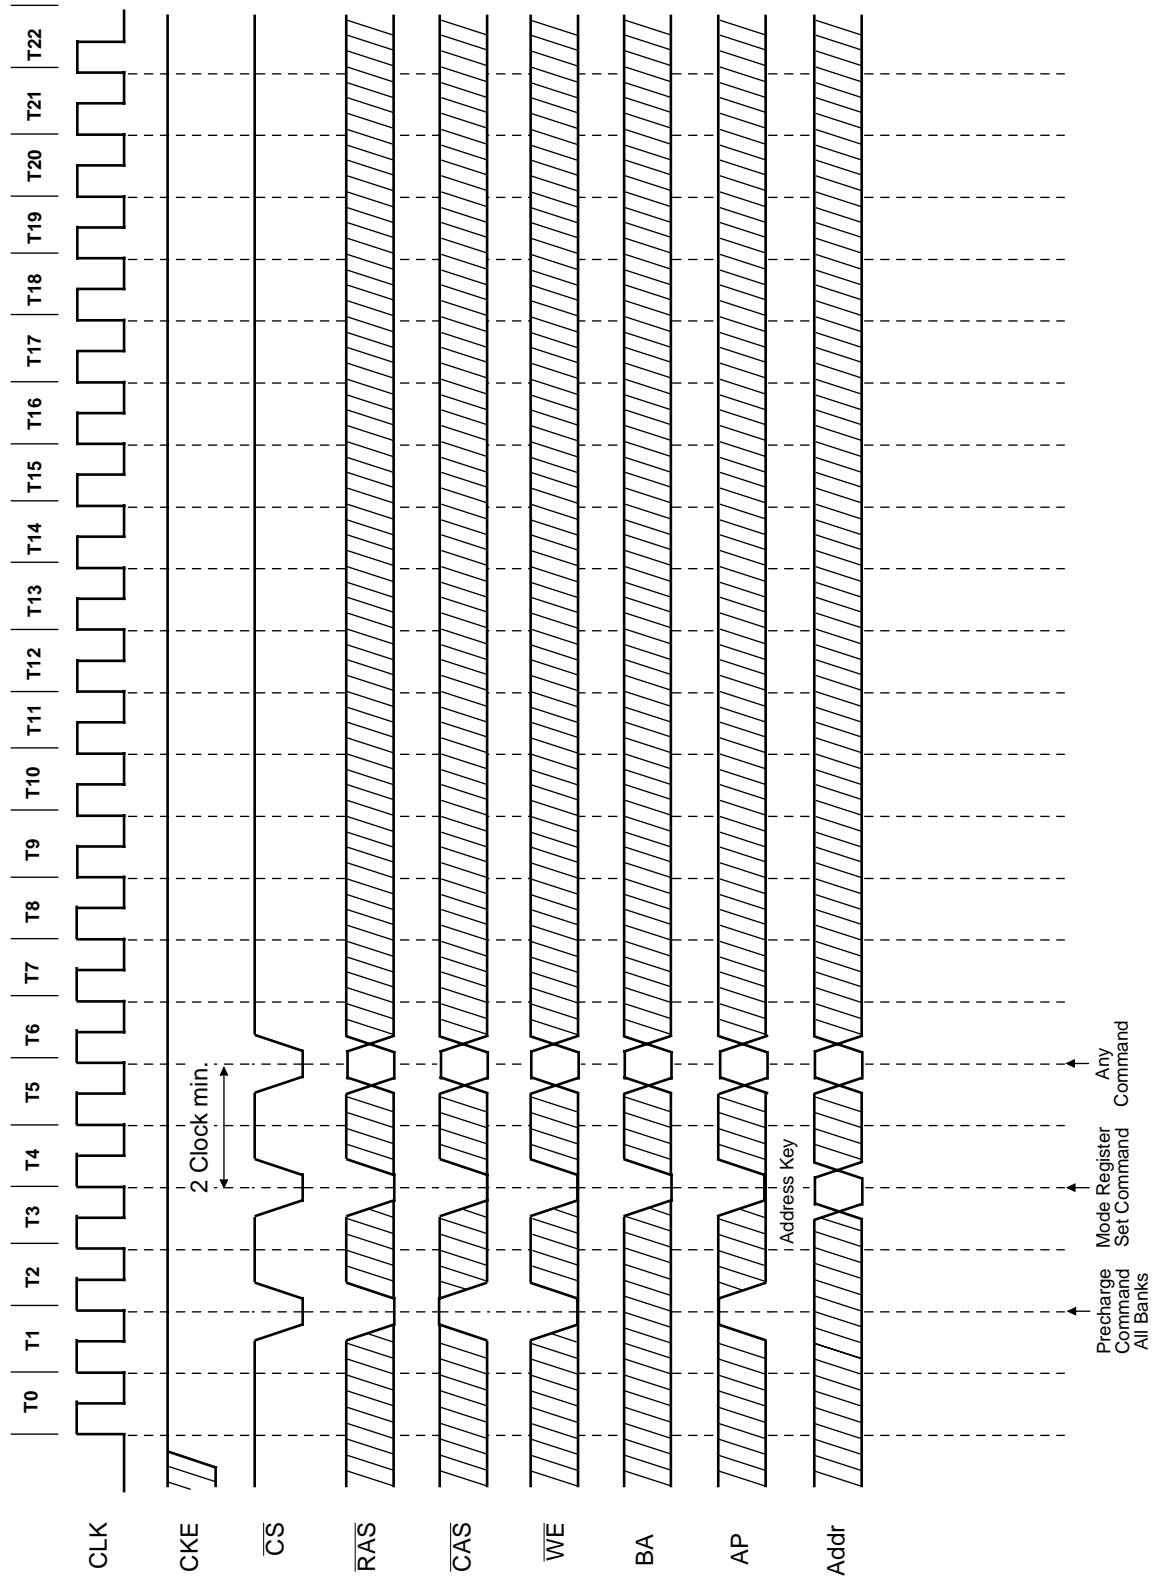 T0 T1 T2 T3 T4 T5 T6 T7 T8 T9 T10 T11 T12 T13 T14 T15 T16 T17 T18 T19 T20 T21 T22
CLK
CKE
2 Clock min.
CS
RAS
CAS
WE
BA
AP
Address Key
Addr
Precharge
Command
All Banks
Mode Register
Set Command
Any
Command